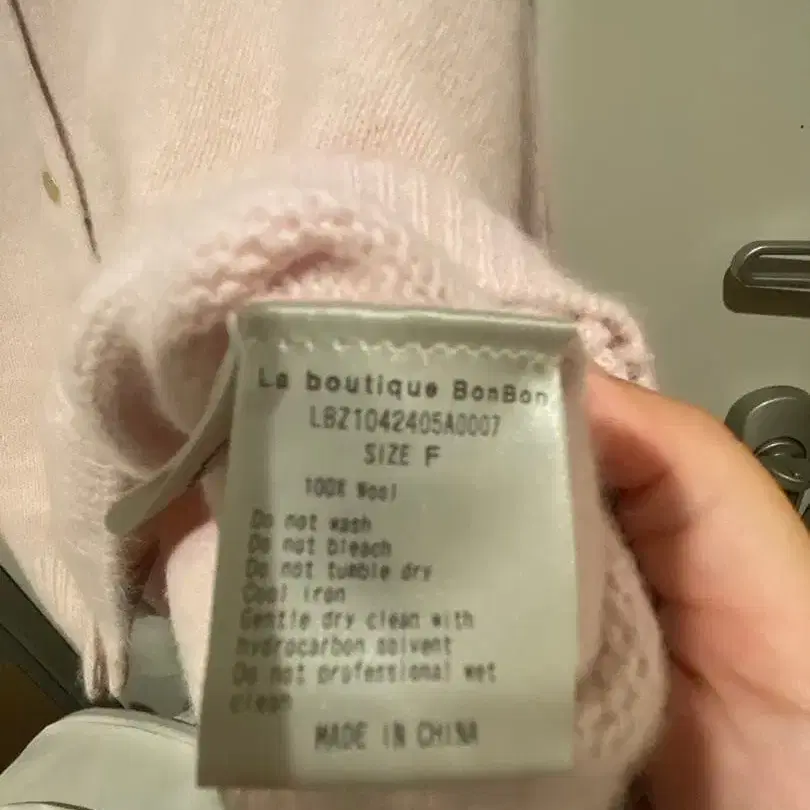 La boutique BonBon
LBZ1042405A0007
SIZE F
100% Wool
Do not wash
Do not bleach
Do not tumble dry
Cool iron
Gentle dry clean with
hydrocarbon solvent
Do not professional wet
clean
MADE IN CHINA